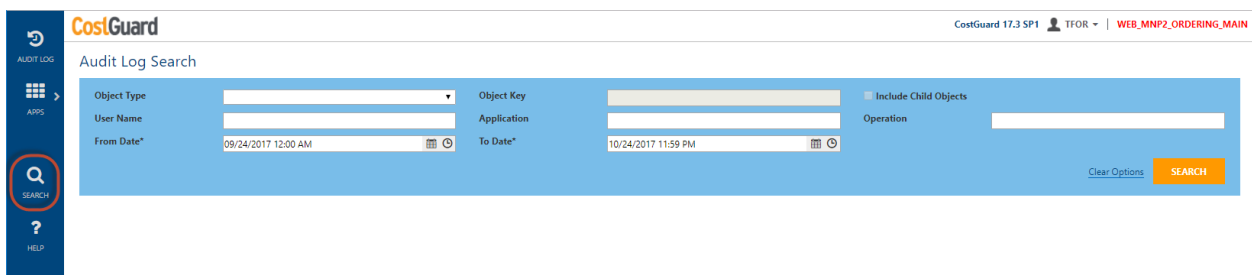 CostGuard
CostGuard 17.3 SP1 TFOR | WEB_MNP2_ORDERING_MAIN
AUDIT LOG
Audit Log Search
APPS
Object Type Object Key Include Child Objects
User Name Application Operation
From Date* 09/24/2017 12:00 AM To Date* 10/24/2017 11:59 PM
Clear Options SEARCH
SEARCH
? HELP